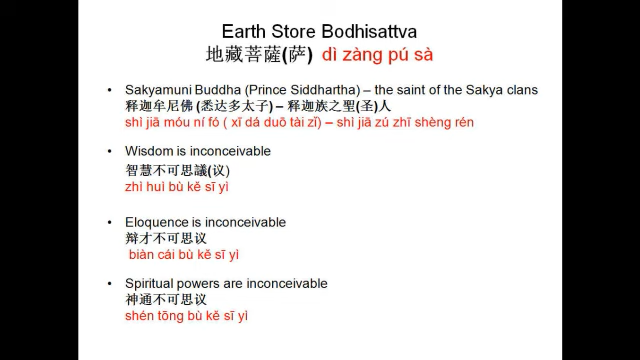 Earth Store Bodhisattva
地藏菩薩(萨) dì zàng pú sà
• Sakyamuni Buddha (Prince Siddhartha) – the saint of the Sakya clans
释迦牟尼佛 (悉达多太子) – 释迦族之聖(圣)人
shì jiā móu ní fó ( xī dá duō tài zǐ) – shì jiā zú zhī shèng rén
• Wisdom is inconceivable
智慧不可思議(议)
zhì huì bù kě sī yì
• Eloquence is inconceivable
辩才不可思议
biàn cái bù kě sī yì
• Spiritual powers are inconceivable
神通不可思议
shén tōng bù kě sī yì